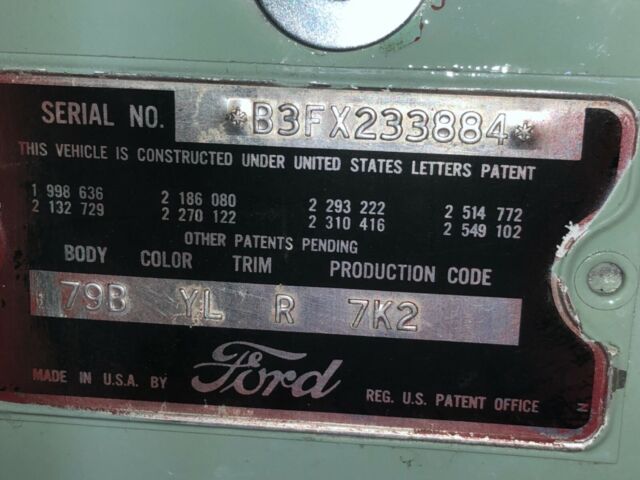 SERIAL NO. *B3FX233884*
THIS VEHICLE IS CONSTRUCTED UNDER UNITED STATES LETTERS PATENT
1 998 636 2 186 080 2 293 222 2 514 772
2 132 729 2 270 122 2 310 416 2 549 102
OTHER PATENTS PENDING
BODY COLOR TRIM PRODUCTION CODE
79B YL R 7K2
MADE IN U.S.A. BY Ford REG. U.S. PATENT OFFICE
N